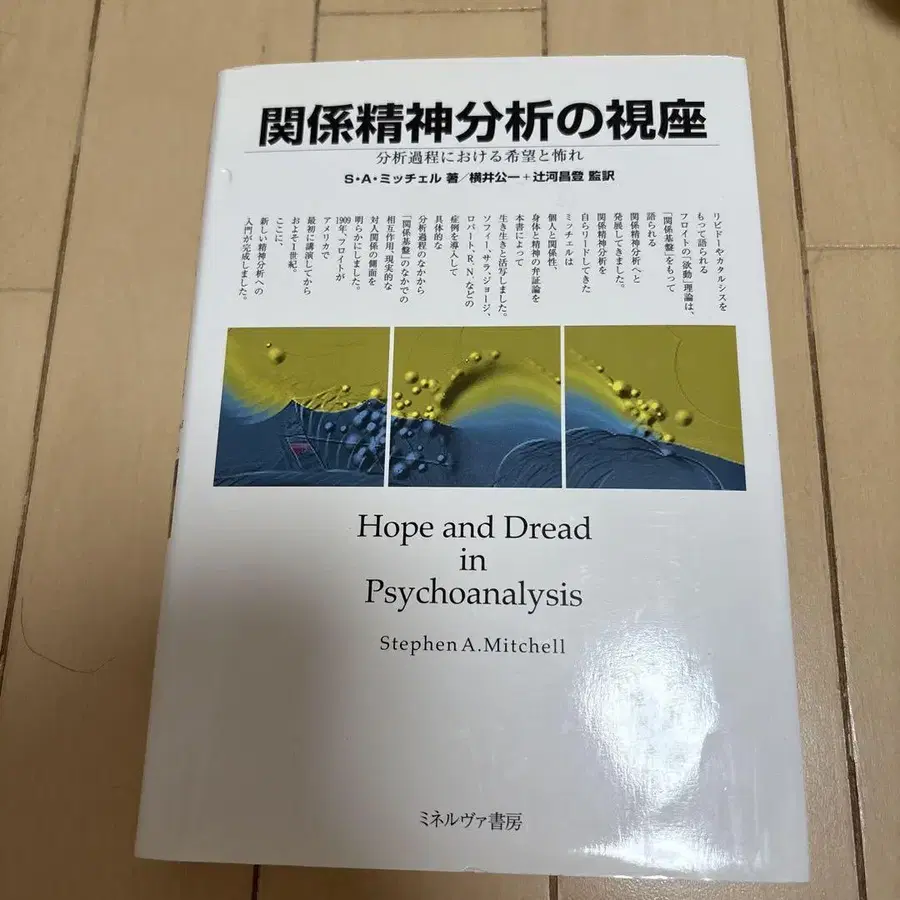 関係精神分析の視座
分析過程における希望と怖れ
S・A・ミッチェル 著／横井公一＋辻河昌登 監訳
リビドーやカタルシスを
もって語られる
フロイトの「欲動」理論は、
「関係基盤」をもって
語られる
関係精神分析へと
発展してきました。
関係精神分析を
自らリードしてきた
ミッチェルは
個人と関係性、
身体と精神の弁証論を
本書によって
生き生きと活写しました。
ソフィー、サラ、ジョージ、
ロバート、R、N、などの
症例を導入して
具体的な
分析過程のなかから
「関係基盤」のなかでの
相互作用、現実的な
対人関係の側面を
明らかにしました。
1909年、フロイトが
アメリカで
最初に講演してから
およそ1世紀。
ここに、
新しい精神分析への
入門が完成しました。
Hope and Dread
in
Psychoanalysis
Stephen A.Mitchell
ミネルヴァ書房